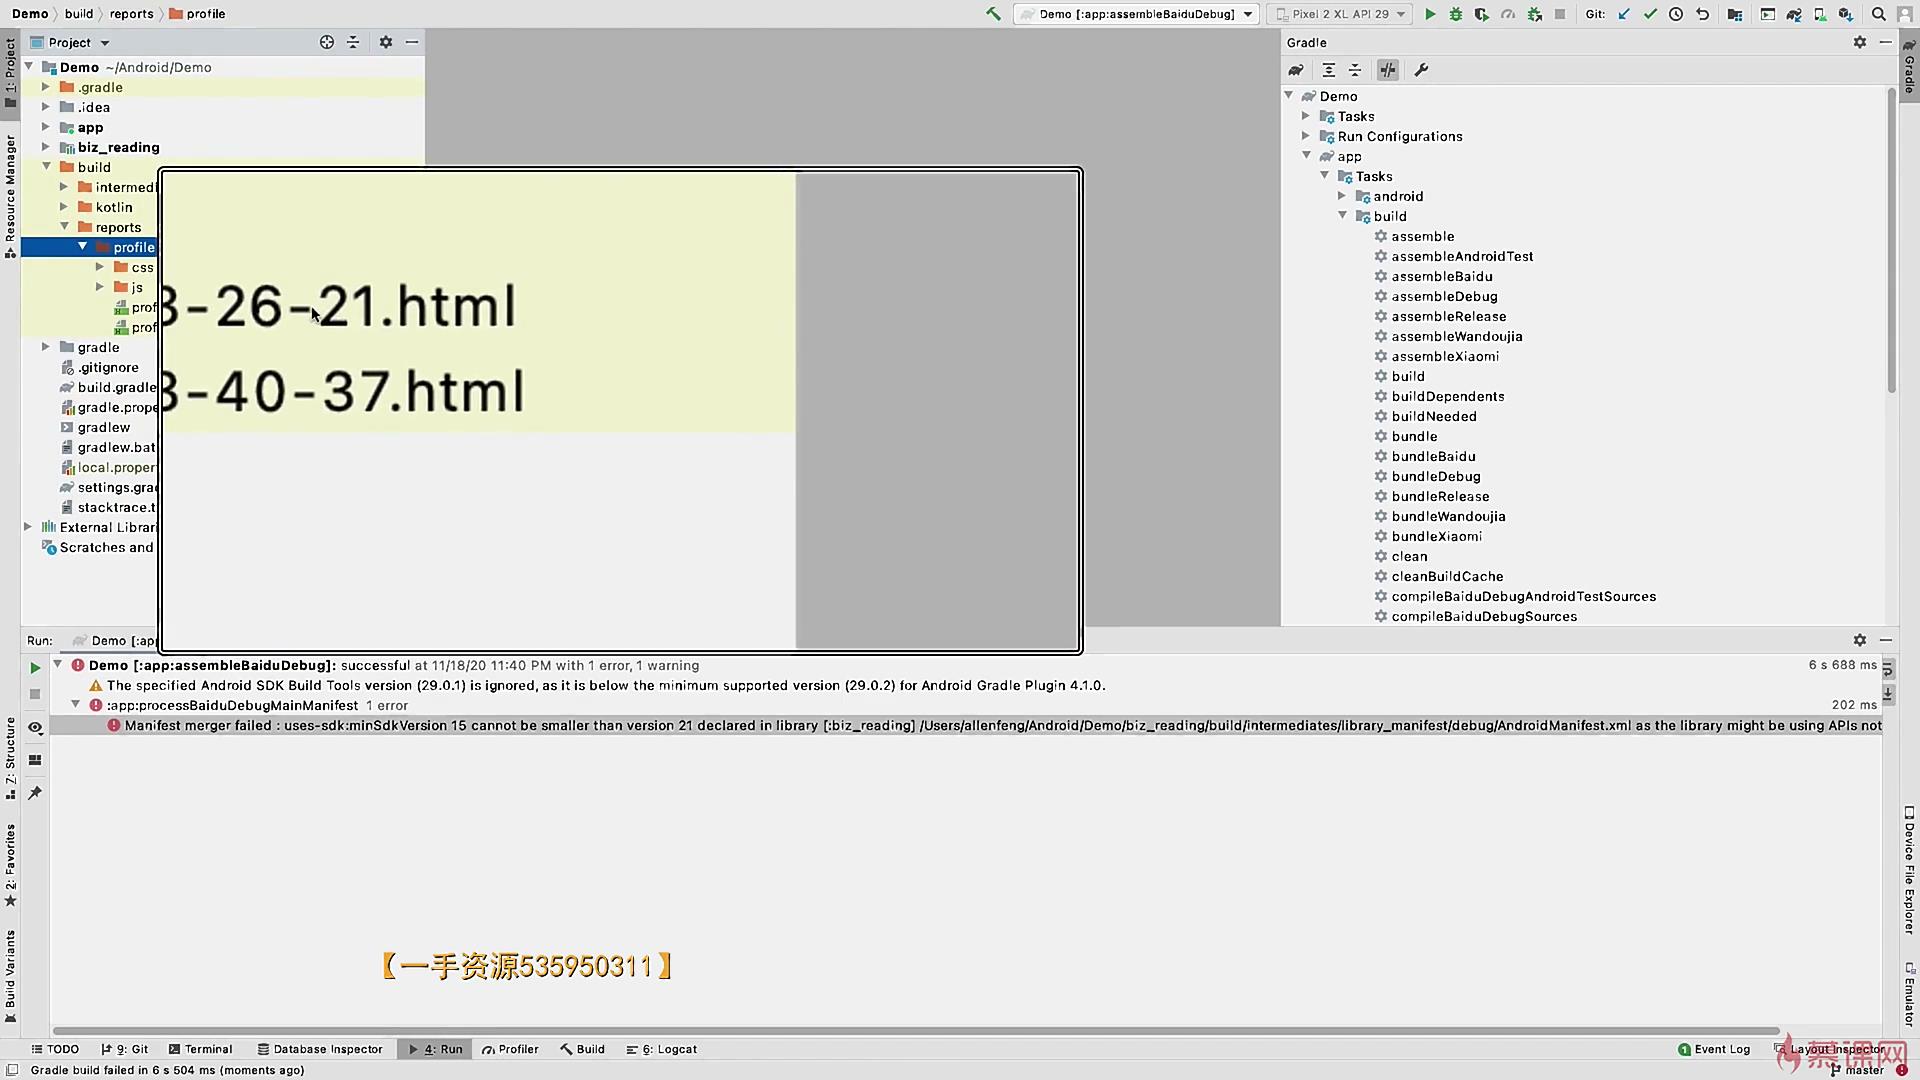 Demo build reports profile
Demo [:app:assembleBaiduDebug]
Pixel 2 XL API 29
Git:
1: Project
Resource Manager
Z: Structure
2: Favorites
Build Variants
Project
Demo ~/Android/Demo
.gradle
.idea
app
biz_reading
build
intermedi
kotlin
reports
profile
css
js
prof
prof
gradle
.gitignore
build.gradle
gradle.prope
gradlew
gradlew.bat
local.proper
settings.grad
stacktrace.t
External Librari
Scratches and
3-26-21.html
3-40-37.html
Gradle
Demo
Tasks
Run Configurations
app
Tasks
android
build
assemble
assembleAndroidTest
assembleBaidu
assembleDebug
assembleRelease
assembleWandoujia
assembleXiaomi
build
buildDependents
buildNeeded
bundle
bundleBaidu
bundleDebug
bundleRelease
bundleWandoujia
bundleXiaomi
clean
cleanBuildCache
compileBaiduDebugAndroidTestSources
compileBaiduDebugSources
Gradle
Device File Explorer
Emulator
Run: Demo [:ap
Demo [:app:assembleBaiduDebug]: successful at 11/18/20 11:40 PM with 1 error, 1 warning 6 s 688 ms
The specified Android SDK Build Tools version (29.0.1) is ignored, as it is below the minimum supported version (29.0.2) for Android Gradle Plugin 4.1.0.
:app:processBaiduDebugMainManifest 1 error 202 ms
Manifest merger failed : uses-sdk:minSdkVersion 15 cannot be smaller than version 21 declared in library [:biz_reading] /Users/allenfeng/Android/Demo/biz_reading/build/intermediates/library_manifest/debug/AndroidManifest.xml as the library might be using APIs not
【一手资源535950311】
TODO 9: Git Terminal Database Inspector 4: Run Profiler Build 6: Logcat 1 Event Log Layout Inspector
慕课网
Gradle build failed in 6 s 504 ms (moments ago) master